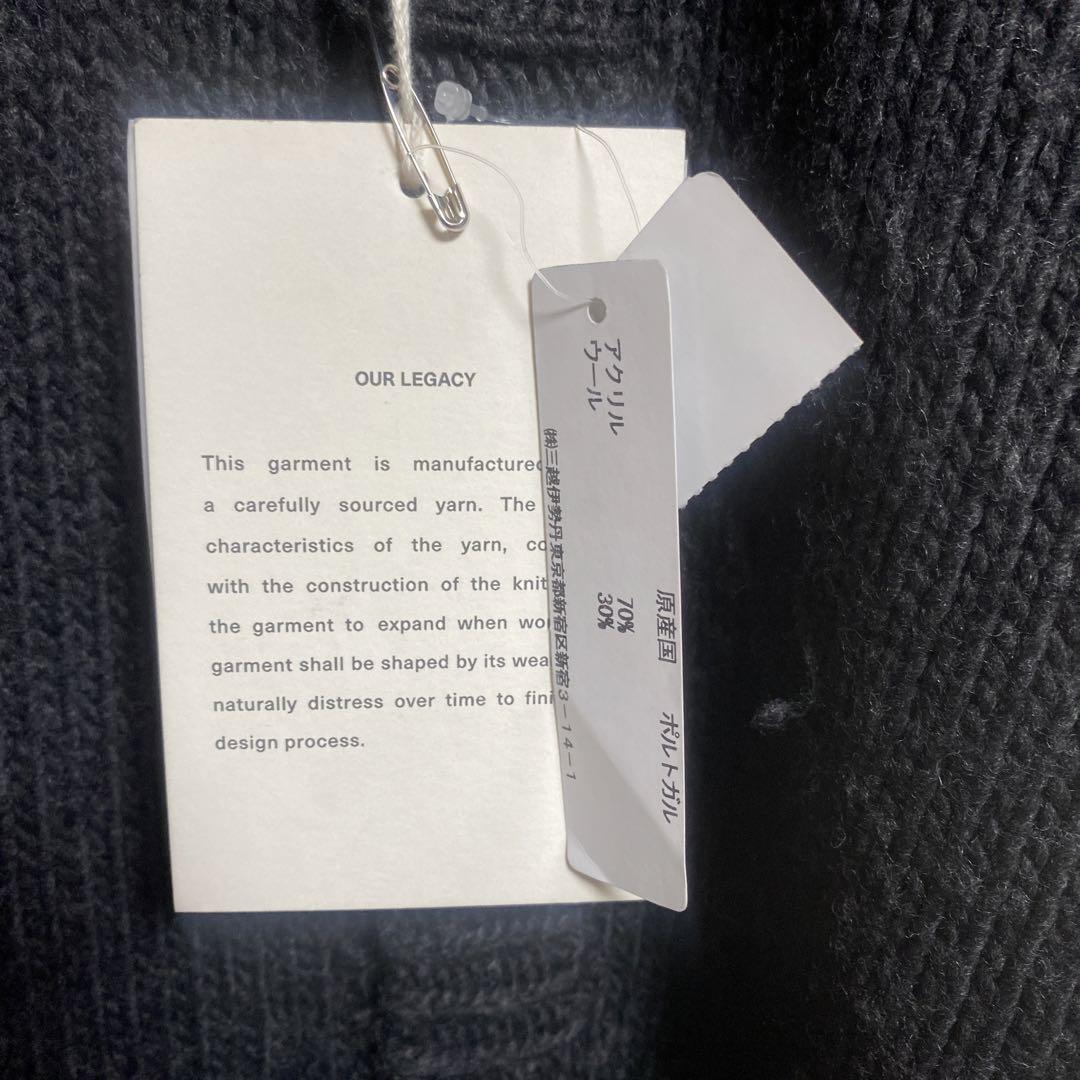 OUR LEGACY
This garment is manufactured
a carefully sourced yarn. The
characteristics of the yarn,
with the construction of the knit
the garment to expand when
garment shall be shaped by its
naturally distress over time to
design process.
原産国 ポルトガル
アクリル 70%
ウール 30%
㈱三越伊勢丹東京都新宿区新宿3-14-1